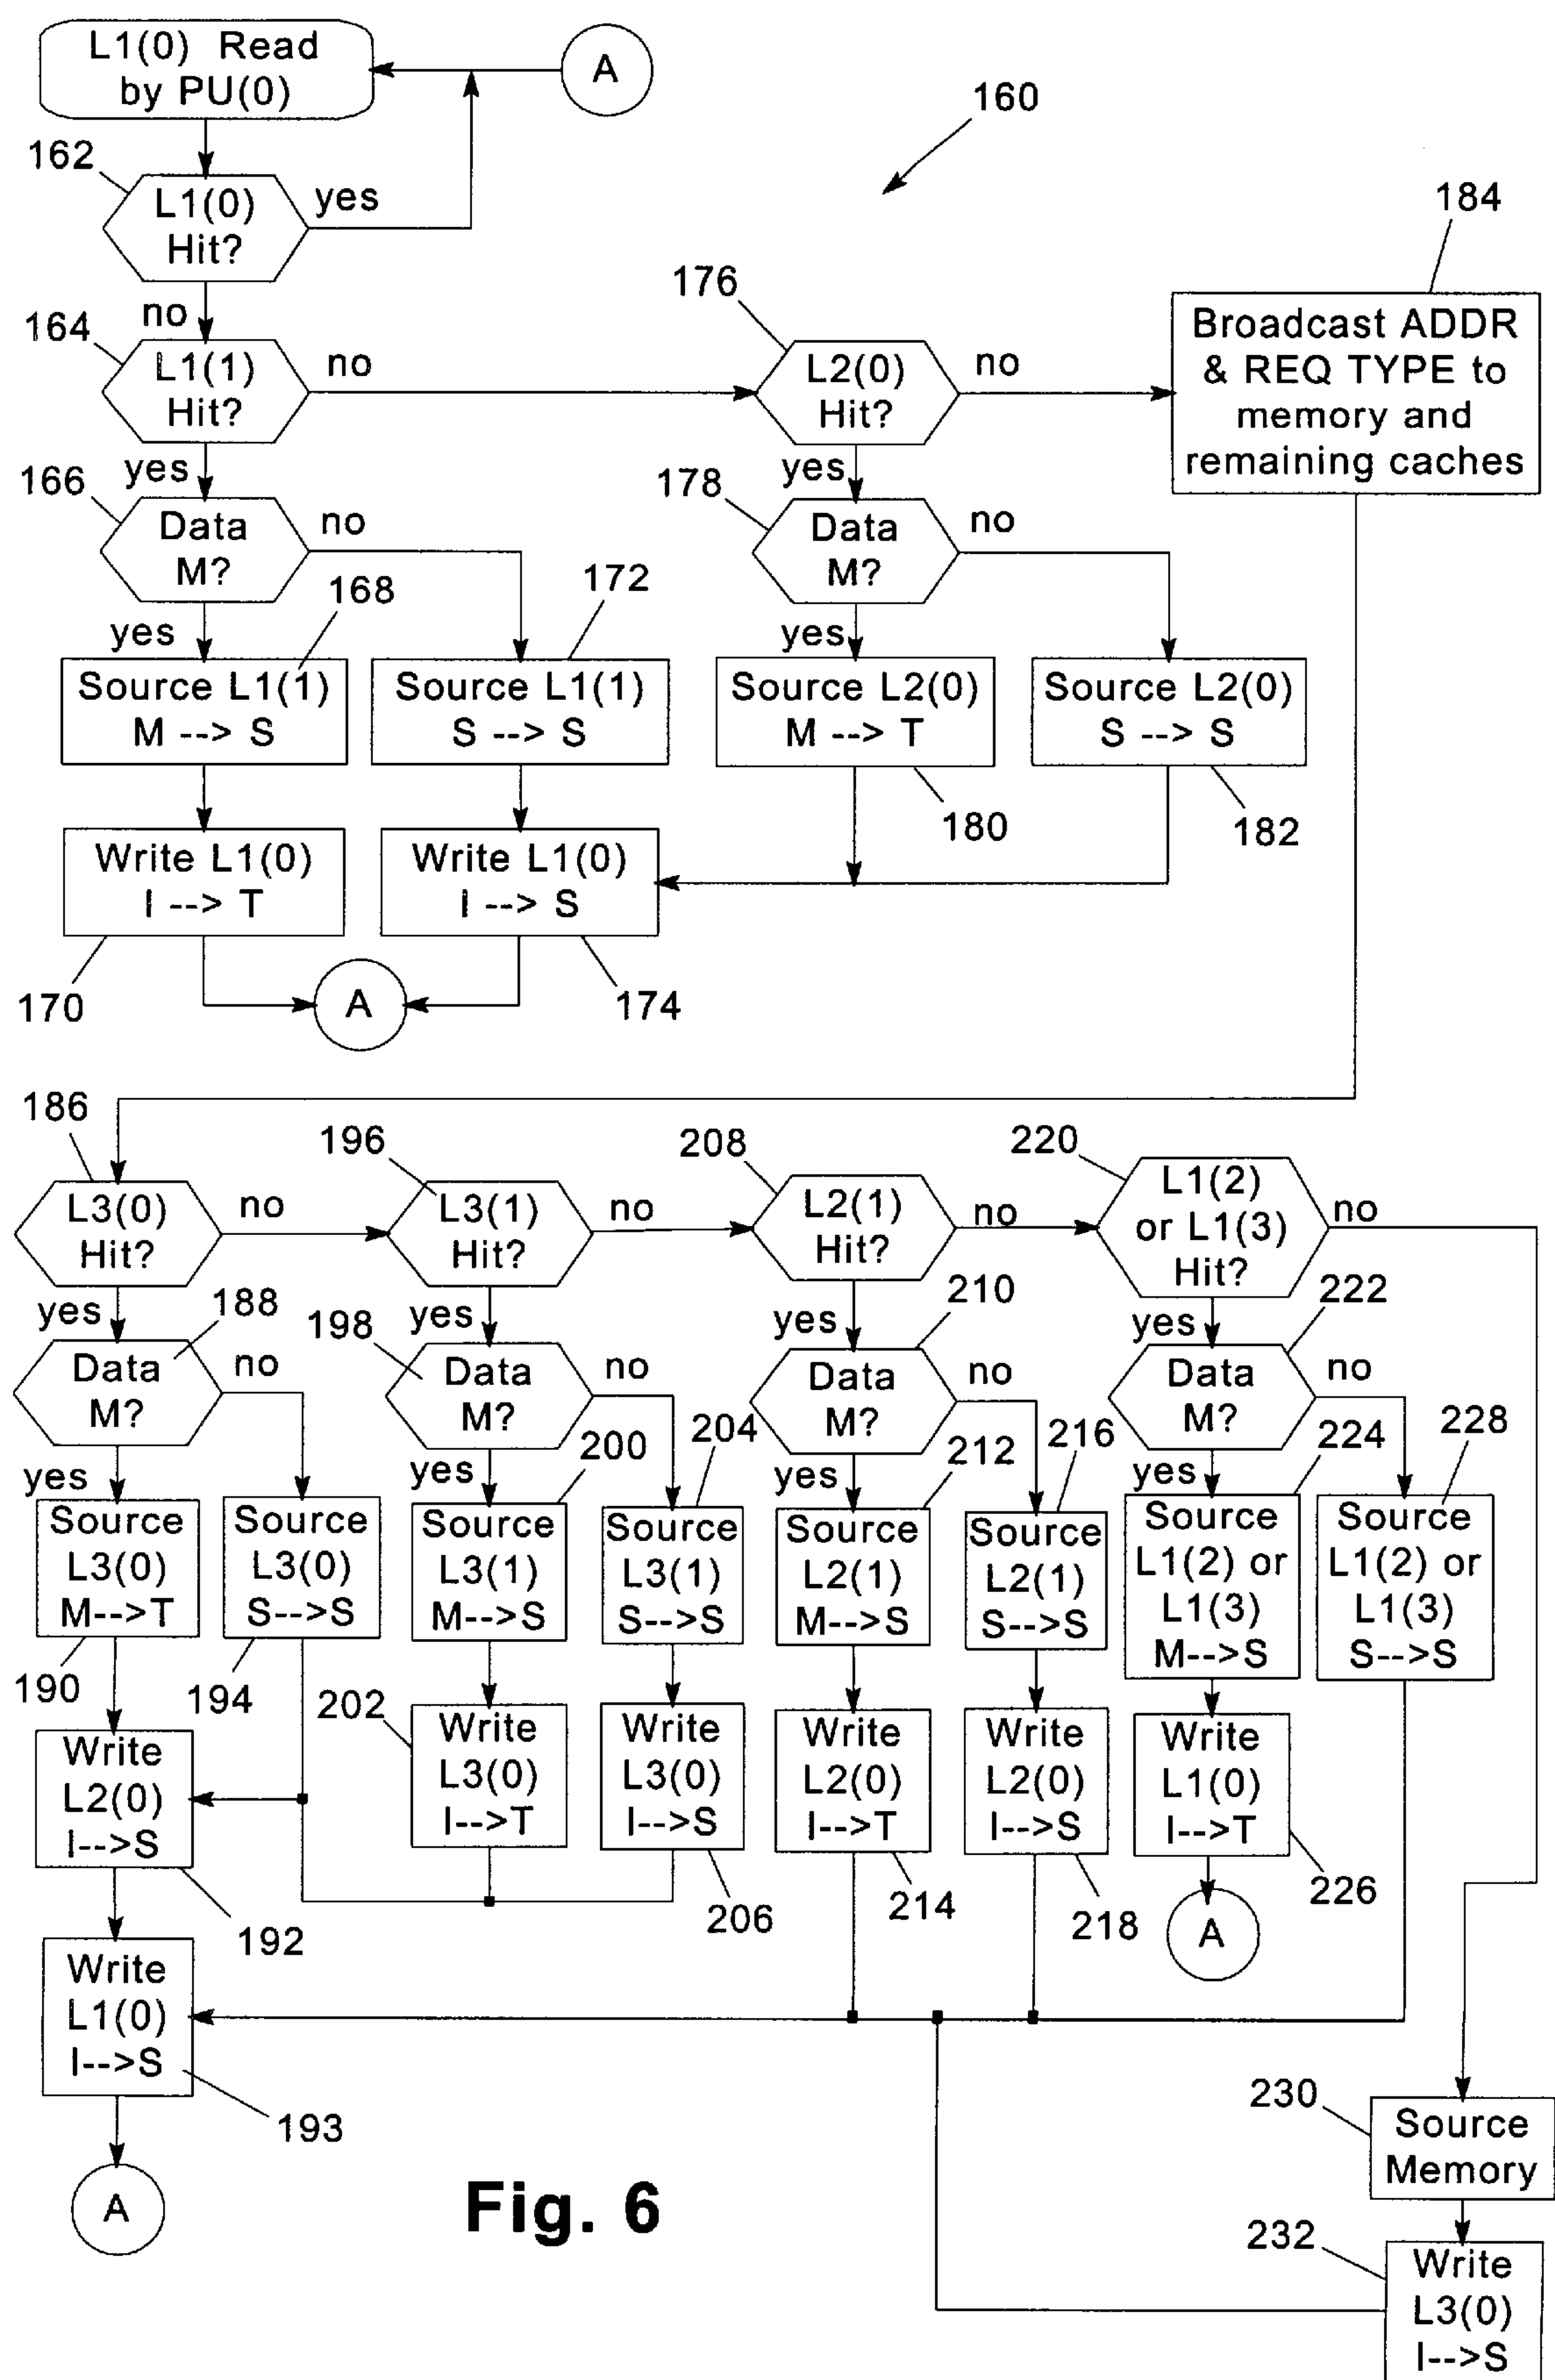 L1(0) Read
by PU(0)
A
160
162
L1(0)
Hit?
yes
no
184
176
164
L1(1)
Hit?
no
L2(0)
Hit?
no
Broadcast ADDR
& REQ TYPE to
memory and
remaining caches
yes
yes
166
Data
M?
no
178
Data
M?
no
168
172
yes
yes
Source L1(1)
M --> S
Source L1(1)
S --> S
Source L2(0)
M --> T
Source L2(0)
S --> S
180
182
Write L1(0)
I --> T
Write L1(0)
I --> S
170
A
174
186
196
208
220
L3(0)
Hit?
no
L3(1)
Hit?
no
L2(1)
Hit?
no
L1(2)
or L1(3)
Hit?
no
yes
188
yes
198
yes
210
yes
222
Data
M?
no
Data
M?
no
Data
M?
no
Data
M?
no
yes
yes
200
204
yes
212
216
yes
224
228
Source
L3(0)
M-->T
Source
L3(0)
S-->S
Source
L3(1)
M-->S
Source
L3(1)
S-->S
Source
L2(1)
M-->S
Source
L2(1)
S-->S
Source
L1(2) or
L1(3)
M-->S
Source
L1(2) or
L1(3)
S-->S
190
194
202
Write
L2(0)
I-->S
Write
L3(0)
I-->T
Write
L3(0)
I-->S
Write
L2(0)
I-->T
Write
L2(0)
I-->S
Write
L1(0)
I-->T
192
206
214
218
226
A
Write
L1(0)
I-->S
193
A
230
Source
Memory
232
Write
L3(0)
I-->S
Fig. 6